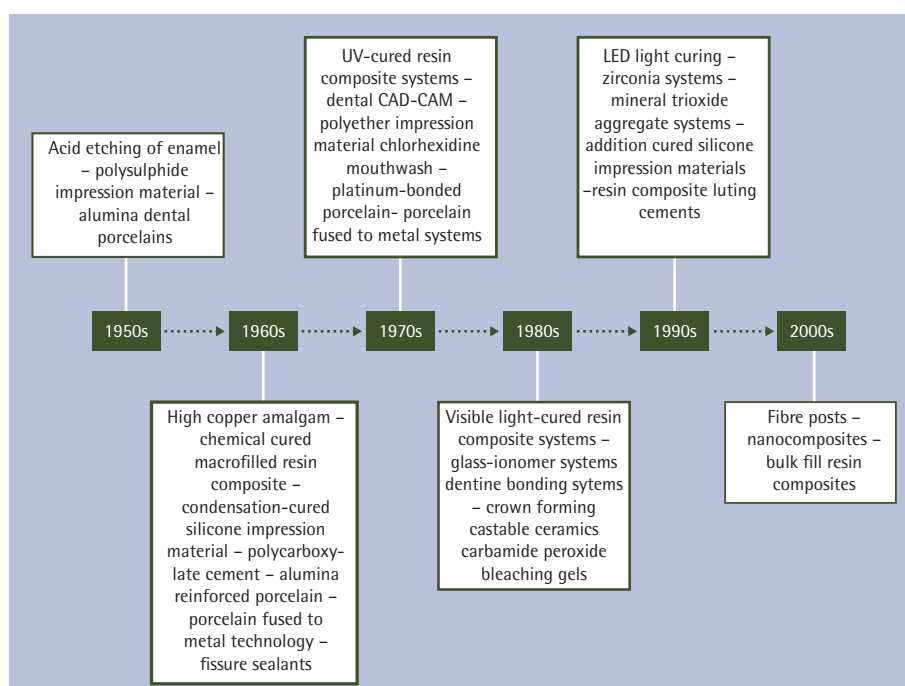 UV-cured resin
composite systems –
dental CAD-CAM –
polyether impression
material chlorhexidine
mouthwash –
platinum-bonded
porcelain- porcelain
fused to metal systems
LED light curing –
zirconia systems –
mineral trioxide
aggregate systems –
addition cured silicone
impression materials
–resin composite luting
cements
Acid etching of enamel
– polysulphide
impression material –
alumina dental
porcelains
1950s
1960s
1970s
1980s
1990s
2000s
High copper amalgam –
chemical cured
macrofilled resin
composite –
condensation-cured
silicone impression
material – polycarboxy-
late cement – alumina
reinforced porcelain –
porcelain fused to
metal technology –
fissure sealants
Visible light-cured resin
composite systems –
glass-ionomer systems
dentine bonding sytems
– crown forming
castable ceramics
carbamide peroxide
bleaching gels
Fibre posts –
nanocomposites –
bulk fill resin
composites